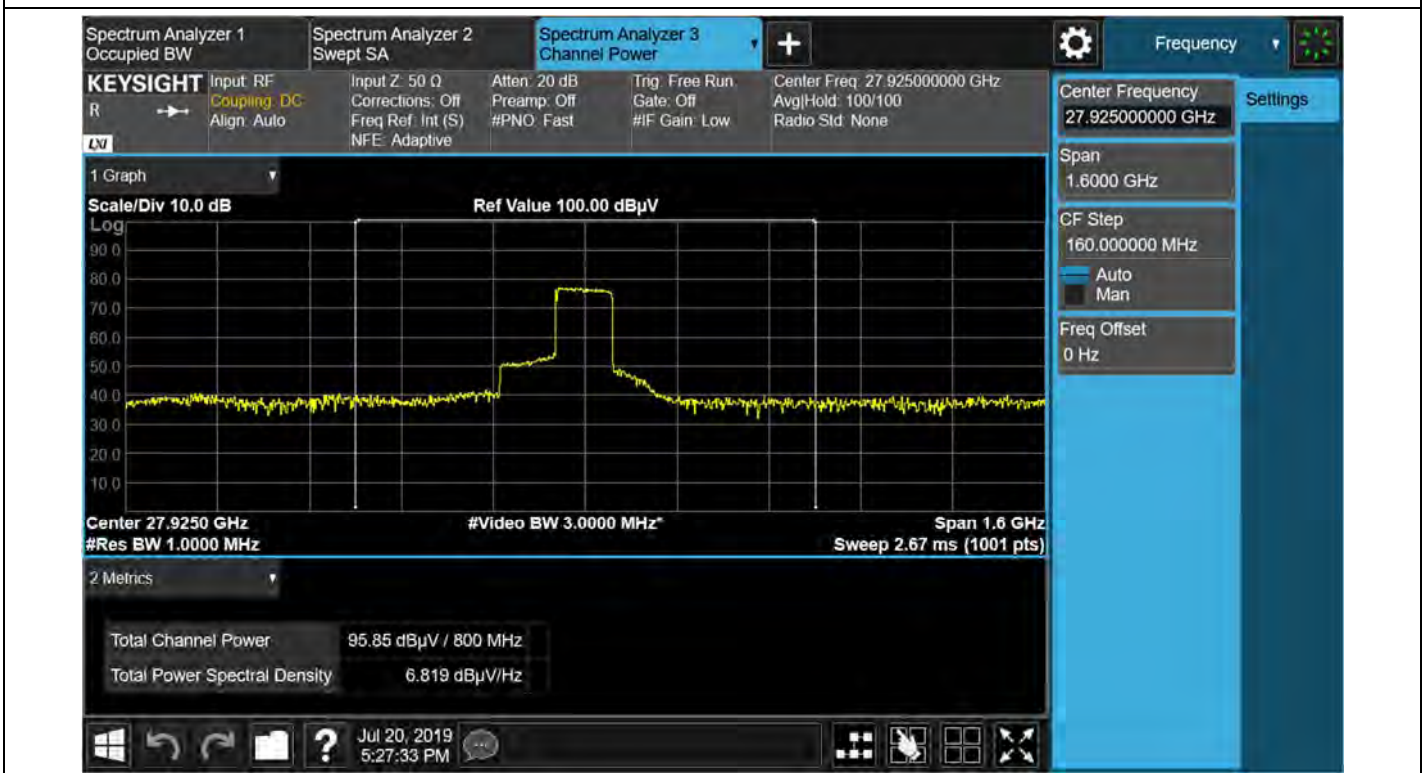 Spectrum Analyzer 1
Occupied BW
Spectrum Analyzer 2
Swept SA
Spectrum Analyzer 3
Channel Power
+
Frequency
KEYSIGHT
R
LXI
Input: RF
Coupling: DC
Align: Auto
Input Z: 50 Ω
Corrections: Off
Freq Ref: Int (S)
NFE: Adaptive
Atten: 20 dB
Preamp: Off
#PNO: Fast
Trig: Free Run
Gate: Off
#IF Gain: Low
Center Freq: 27.925000000 GHz
Avg|Hold: 100/100
Radio Std: None
Center Frequency
27.925000000 GHz
Settings
Span
1.6000 GHz
CF Step
160.000000 MHz
Auto
Man
Freq Offset
0 Hz
1 Graph
Scale/Div 10.0 dB
Ref Value 100.00 dBµV
Log
90.0
80.0
70.0
60.0
50.0
40.0
30.0
20.0
10.0
Center 27.9250 GHz
#Video BW 3.0000 MHz*
Span 1.6 GHz
#Res BW 1.0000 MHz
Sweep 2.67 ms (1001 pts)
2 Metrics
Total Channel Power 95.85 dBµV / 800 MHz
Total Power Spectral Density 6.819 dBµV/Hz
?
Jul 20, 2019
5:27:33 PM